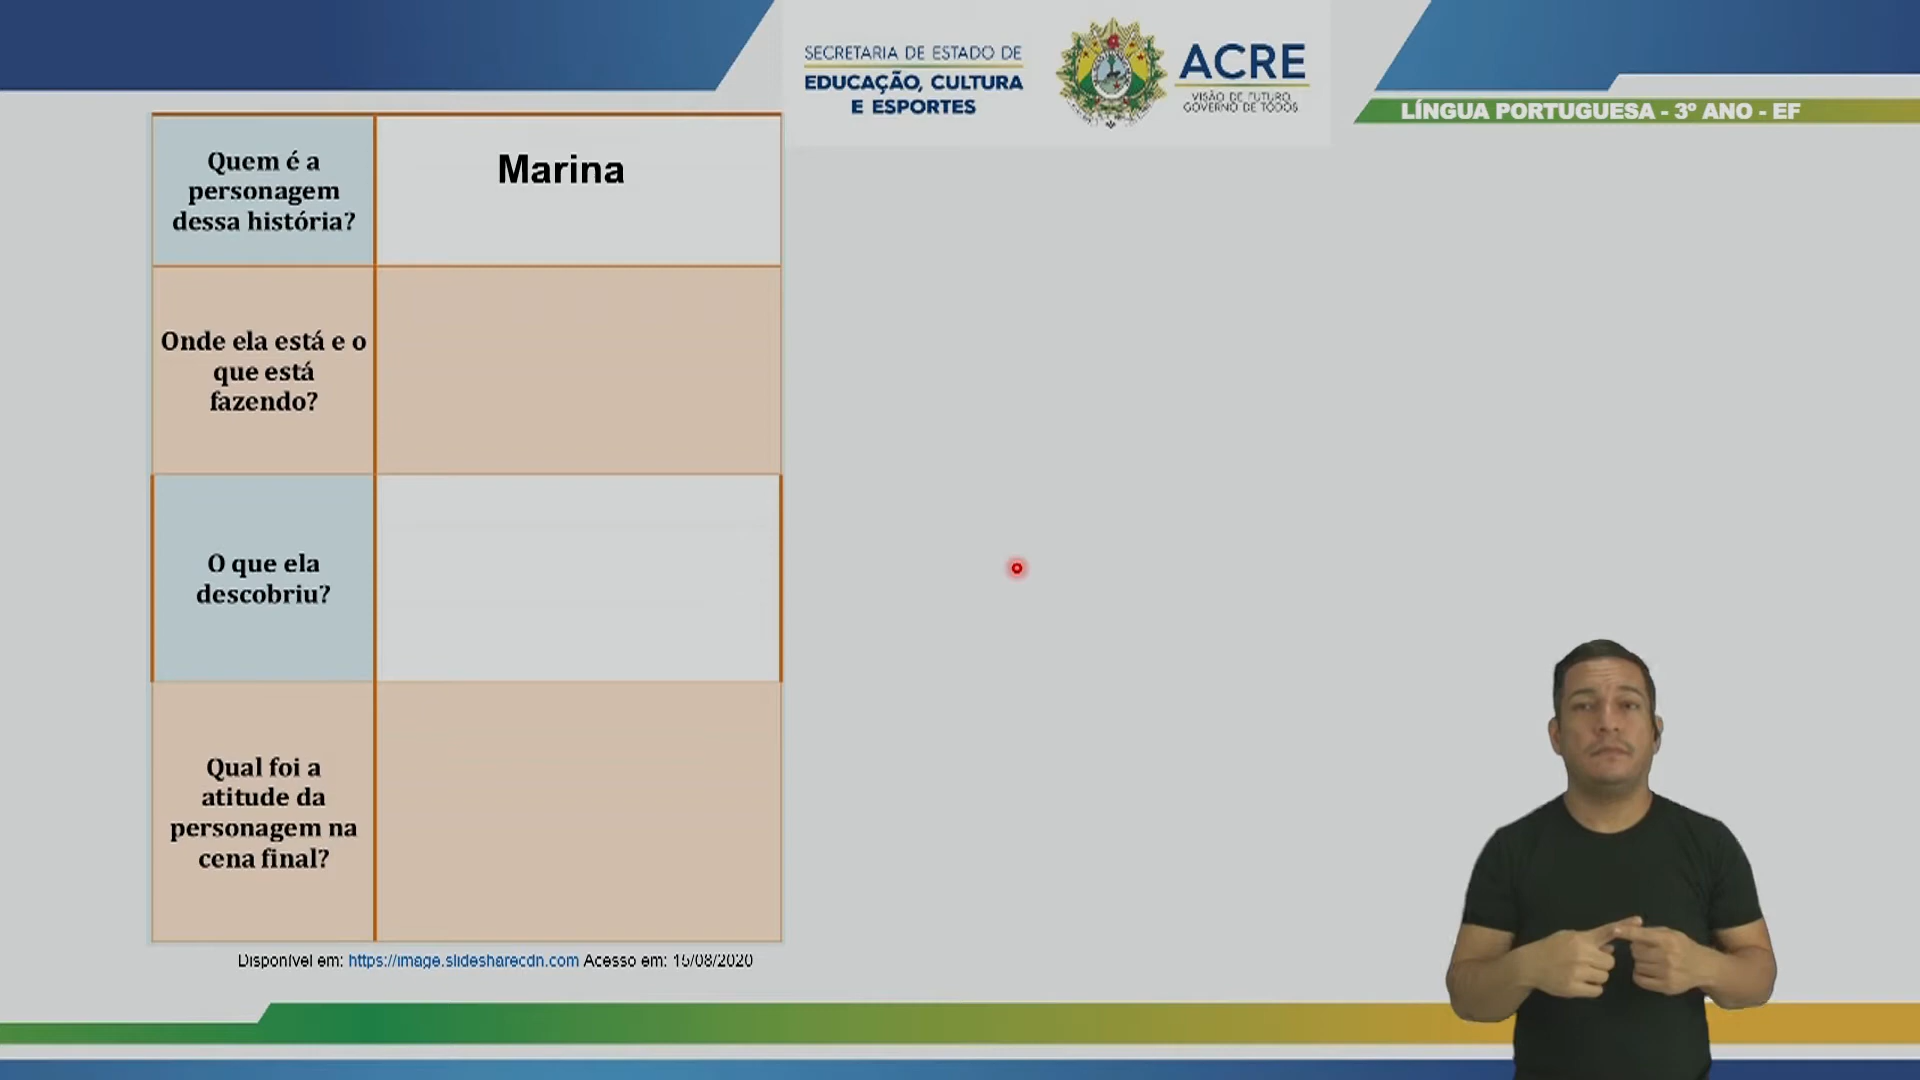 SECRETARIA DE ESTADO DE
EDUCAÇÃO, CULTURA
E ESPORTES
ACRE
VISÃO DE FUTURO,
GOVERNO DE TODOS
LÍNGUA PORTUGUESA - 3º ANO - EF
Quem é a
personagem
dessa história?
Marina
Onde ela está e o
que está
fazendo?
O que ela
descobriu?
Qual foi a
atitude da
personagem na
cena final?
Disponível em: https://image.slidesharecdn.com Acesso em: 15/08/2020